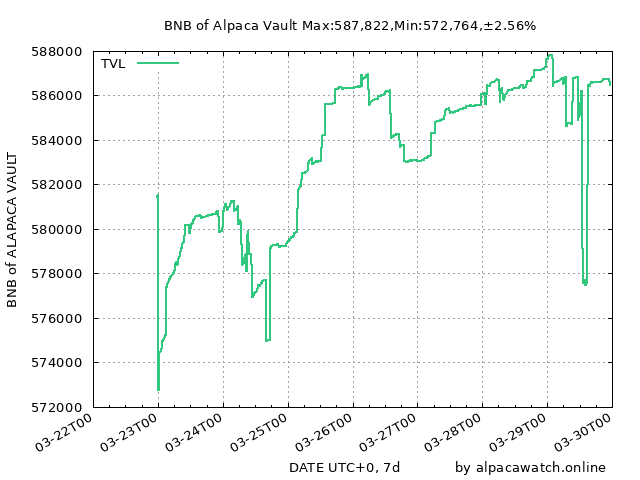 BNB of Alpaca Vault Max:587,822,Min:572,764,±2.56%
TVL
588000
586000
584000
582000
580000
578000
576000
574000
572000
BNB of ALAPACA VAULT
03-22T00
03-23T00
03-24T00
03-25T00
03-26T00
03-27T00
03-28T00
03-29T00
03-30T00
DATE UTC+0, 7d
by alpacawatch.online